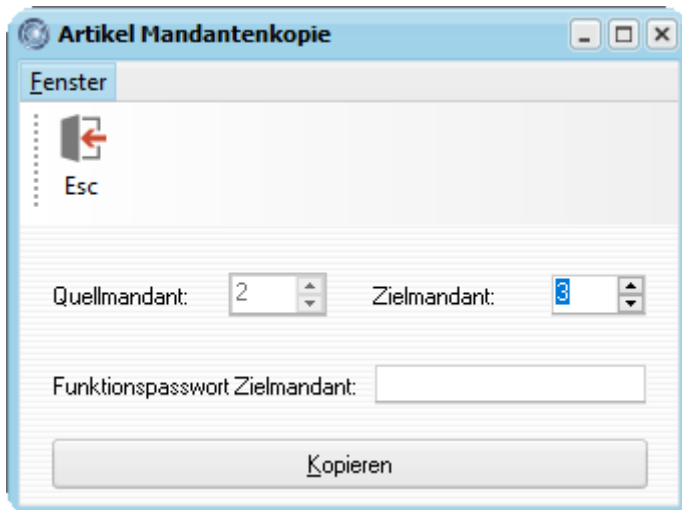 Artikel Mandantenkopie
Fenster
Esc
Quellmandant: 2 Zielmandant: 3
Funktionspasswort Zielmandant:
Kopieren